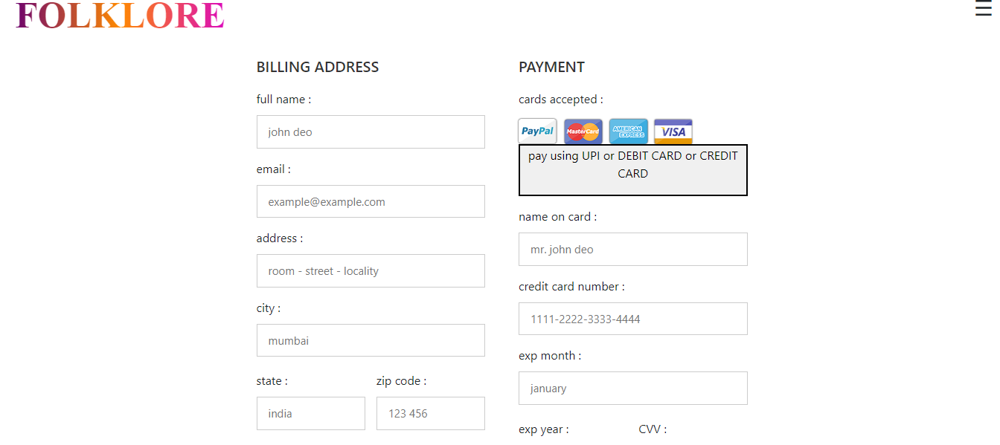 FOLKLORE
BILLING ADDRESS
full name :
john deo
email :
example@example.com
address :
room - street - locality
city :
mumbai
state :
zip code :
india
123 456
PAYMENT
cards accepted :
PayPal MasterCard AMERICAN EXPRESS VISA
pay using UPI or DEBIT CARD or CREDIT
CARD
name on card :
mr. john deo
credit card number :
1111-2222-3333-4444
exp month :
january
exp year :
CVV :